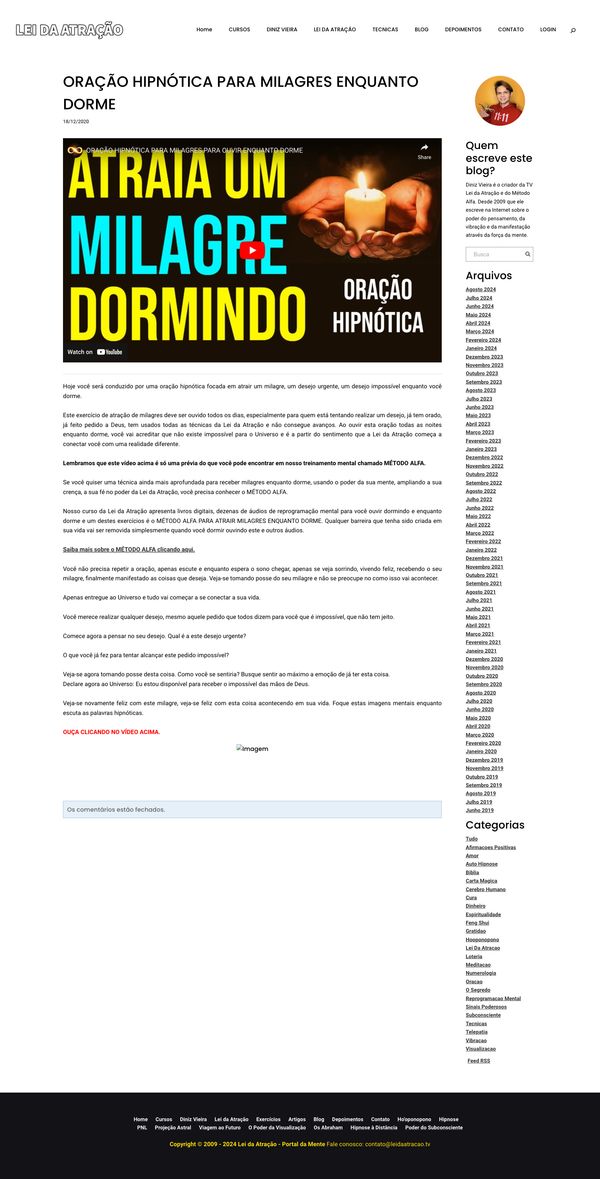 LEI DA ATRAÇÃO
Home CURSOS DINIZ VIEIRA LEI DA ATRAÇÃO TECNICAS BLOG DEPOIMENTOS CONTATO LOGIN
ORAÇÃO HIPNÓTICA PARA MILAGRES ENQUANTO
DORME
18/12/2020
ORAÇÃO HIPNÓTICA PARA MILAGRES PARA OUVIR ENQUANTO DORME
Share
ATRAIA UM
MILAGRE
DORMINDO
ORAÇÃO
HIPNÓTICA
Watch on YouTube
Hoje você será conduzido por uma oração hipnótica focada em atrair um milagre, um desejo urgente, um desejo impossível enquanto você
dorme.
Este exercício de atração de milagres deve ser ouvido todos os dias, especialmente para quem está tentando realizar um desejo, já tem orado,
já feito pedido a Deus, tem usados todas as técnicas da Lei da Atração e não consegue avanços. Ao ouvir esta oração todas as noites
enquanto dorme, você vai acreditar que não existe impossível para o Universo e é a partir do sentimento que a Lei da Atração começa a
conectar você com uma realidade diferente.
Lembramos que este vídeo acima é só uma prévia do que você pode encontrar em nosso treinamento mental chamado MÉTODO ALFA.
Se você quiser uma técnica ainda mais aprofundada para receber milagres enquanto dorme, usando o poder da sua mente, ampliando a sua
crença, a sua fé no poder da Lei da Atração, você precisa conhecer o MÉTODO ALFA.
Nosso curso da Lei da Atração apresenta livros digitais, dezenas de áudios de reprogramação mental para você ouvir dormindo e enquanto
dorme e um destes exercícios é o MÉTODO ALFA PARA ATRAIR MILAGRES ENQUANTO DORME. Qualquer barreira que tenha sido criada em
sua vida vai ser removida simplesmente quando você dormir ouvindo este e outros áudios.
Saiba mais sobre o MÉTODO ALFA clicando aqui.
Você não precisa repetir a oração, apenas escute e enquanto espera o sono chegar, apenas se veja sorrindo, vivendo feliz, recebendo o seu
milagre, finalmente manifestado as coisas que deseja. Veja-se tomando posse do seu milagre e não se preocupe no como isso vai acontecer.
Apenas entregue ao Universo e tudo vai começar a se conectar a sua vida.
Você merece realizar qualquer desejo, mesmo aquele pedido que todos dizem para você que é impossível, que não tem jeito.
Comece agora a pensar no seu desejo. Qual é a este desejo urgente?
O que você já fez para tentar alcançar este pedido impossível?
Veja-se agora tomando posse desta coisa. Como você se sentiria? Busque sentir ao máximo a emoção de já ter esta coisa.
Declare agora ao Universo: Eu estou disponível para receber o impossível das mãos de Deus.
Veja-se novamente feliz com este milagre, veja-se feliz com esta coisa acontecendo em sua vida. Foque estas imagens mentais enquanto
escuta as palavras hipnóticas.
OUÇA CLICANDO NO VÍDEO ACIMA.
Imagem
Os comentários estão fechados.
11:11
Quem
escreve este
blog?
Diniz Vieira é o criador da TV
Lei da Atração e do Método
Alfa. Desde 2009 que ele
escreve na Internet sobre o
poder do pensamento, da
vibração e da manifestação
através da força da mente.
Busca
Arquivos
Agosto 2024
Julho 2024
Junho 2024
Maio 2024
Abril 2024
Março 2024
Fevereiro 2024
Janeiro 2024
Dezembro 2023
Novembro 2023
Outubro 2023
Setembro 2023
Agosto 2023
Julho 2023
Junho 2023
Maio 2023
Abril 2023
Março 2023
Fevereiro 2023
Janeiro 2023
Dezembro 2022
Novembro 2022
Outubro 2022
Setembro 2022
Agosto 2022
Julho 2022
Junho 2022
Maio 2022
Abril 2022
Março 2022
Fevereiro 2022
Janeiro 2022
Dezembro 2021
Novembro 2021
Outubro 2021
Setembro 2021
Agosto 2021
Julho 2021
Junho 2021
Maio 2021
Abril 2021
Março 2021
Fevereiro 2021
Janeiro 2021
Dezembro 2020
Novembro 2020
Outubro 2020
Setembro 2020
Agosto 2020
Julho 2020
Junho 2020
Maio 2020
Abril 2020
Março 2020
Fevereiro 2020
Janeiro 2020
Dezembro 2019
Novembro 2019
Outubro 2019
Setembro 2019
Agosto 2019
Julho 2019
Junho 2019
Categorias
Tudo
Afirmacoes Positivas
Amor
Auto Hipnose
Biblia
Carta Magica
Cerebro Humano
Cura
Dinheiro
Espiritualidade
Feng Shui
Gratidao
Hooponopono
Lei Da Atracao
Loteria
Meditacao
Numerologia
Oracao
O Segredo
Reprogramacao Mental
Sinais Poderosos
Subconsciente
Tecnicas
Telepatia
Vibracao
Visualizacao
Feed RSS
Home Cursos Diniz Vieira Lei da Atração Exercícios Artigos Blog Depoimentos Contato Ho'oponopono Hipnose
PNL Projeção Astral Viagem ao Futuro O Poder da Visualização Os Abraham Hipnose à Distância Poder do Subconsciente
Copyright © 2009 - 2024 Lei da Atração - Portal da Mente Fale conosco: contato@leidaatracao.tv